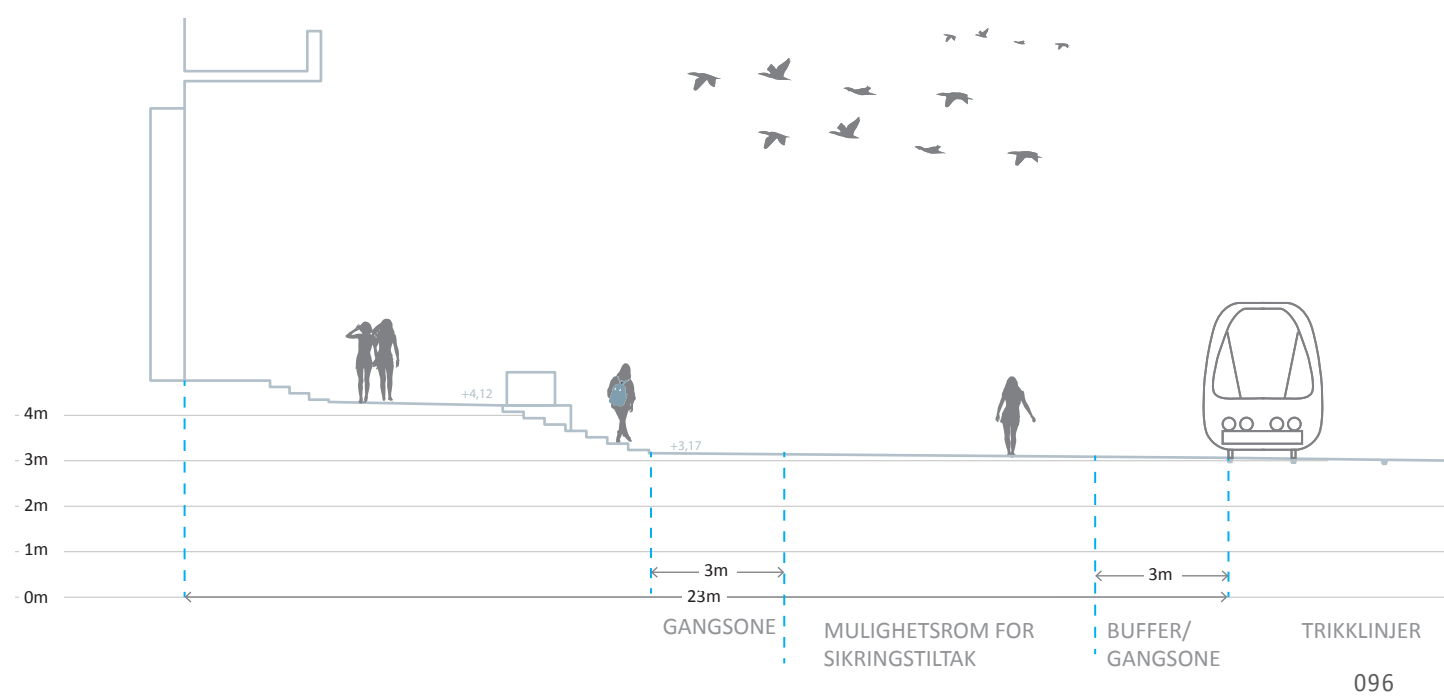 +4,12
+3,17
4m
3m
2m
1m
0m
3m
3m
23m
GANGSONE
MULIGHETSROM FOR
SIKRINGSTILTAK
BUFFER/
GANGSONE
TRIKKLINJER
096